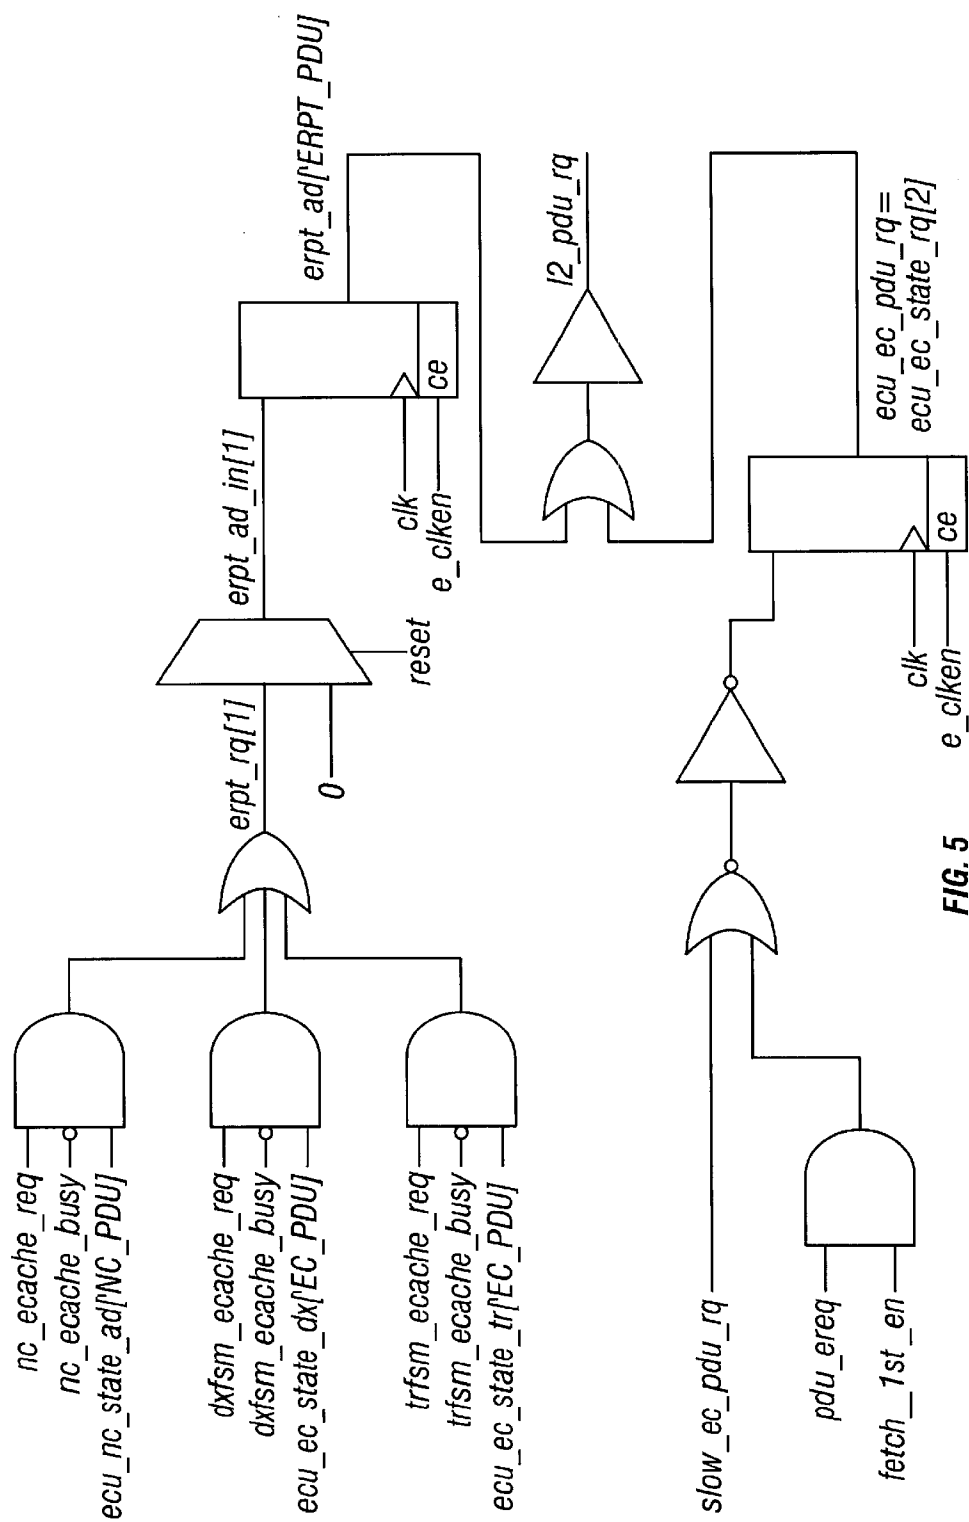 nc_ecache_req
nc_ecache_busy
ecu_nc_state_ad['NC_PDU]
dxfsm_ecache_req
dxfsm_ecache_busy
ecu_ec_state_dx['EC_PDU]
trfsm_ecache_req
trfsm_ecache_busy
ecu_ec_state_tr['EC_PDU]
erpt_rq[1]
0
reset
erpt_ad_in[1]
clk
e_clken
ce
erpt_ad['ERPT_PDU]
l2_pdu_rq
slow_ec_pdu_rq
pdu_ereq
fetch__1st_en
clk
e_clken
ce
ecu_ec_pdu_rq=
ecu_ec_state_rq[2]
FIG. 5